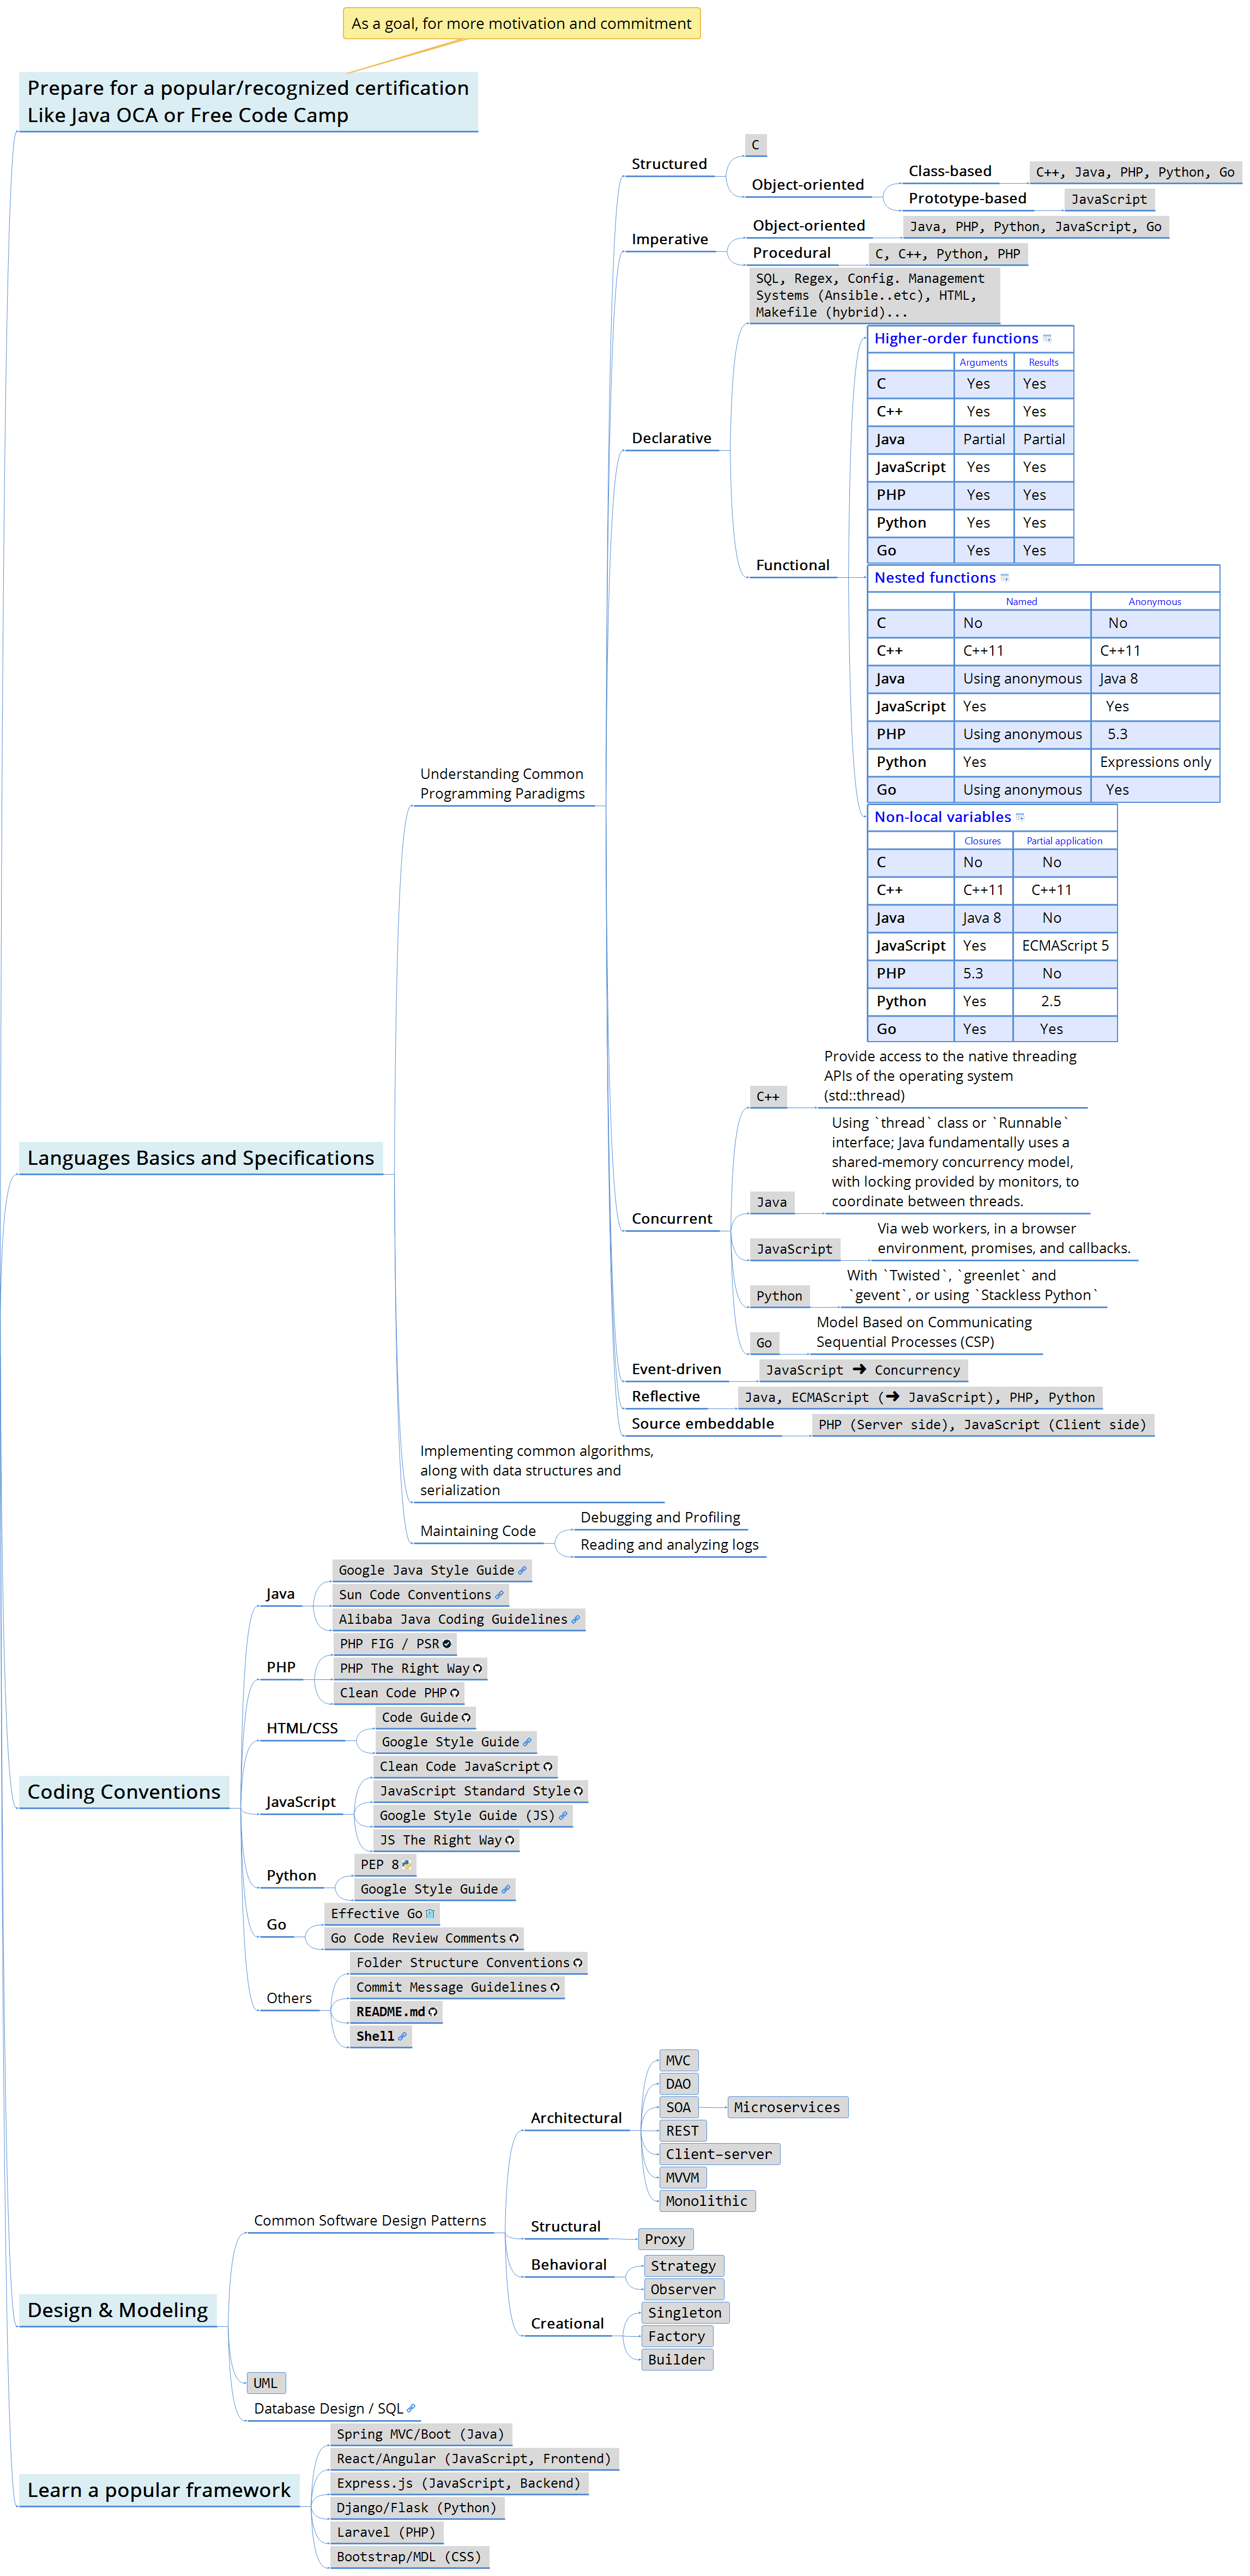 As a goal, for more motivation and commitment
Prepare for a popular/recognized certification
Like Java OCA or Free Code Camp
Languages Basics and Specifications
Understanding Common
Programming Paradigms
Structured
C
Object-oriented
Class-based
C++, Java, PHP, Python, Go
Prototype-based
JavaScript
Imperative
Object-oriented
Java, PHP, Python, JavaScript, Go
Procedural
C, C++, Python, PHP
Declarative
SQL, Regex, Config. Management
Systems (Ansible..etc), HTML,
Makefile (hybrid)...
Functional
Higher-order functions
Arguments Results
C Yes Yes
C++ Yes Yes
Java Partial Partial
JavaScript Yes Yes
PHP Yes Yes
Python Yes Yes
Go Yes Yes
Nested functions
Named Anonymous
C No No
C++ C++11 C++11
Java Using anonymous Java 8
JavaScript Yes Yes
PHP Using anonymous 5.3
Python Yes Expressions only
Go Using anonymous Yes
Non-local variables
Closures Partial application
C No No
C++ C++11 C++11
Java Java 8 No
JavaScript Yes ECMAScript 5
PHP 5.3 No
Python Yes 2.5
Go Yes Yes
Concurrent
C++
Provide access to the native threading
APIs of the operating system
(std::thread)
Java
Using `thread` class or `Runnable`
interface; Java fundamentally uses a
shared-memory concurrency model,
with locking provided by monitors, to
coordinate between threads.
JavaScript
Via web workers, in a browser
environment, promises, and callbacks.
Python
With `Twisted`, `greenlet` and
`gevent`, or using `Stackless Python`
Go
Model Based on Communicating
Sequential Processes (CSP)
Event-driven
JavaScript ➜ Concurrency
Reflective
Java, ECMAScript (➜ JavaScript), PHP, Python
Source embeddable
PHP (Server side), JavaScript (Client side)
Implementing common algorithms,
along with data structures and
serialization
Maintaining Code
Debugging and Profiling
Reading and analyzing logs
Coding Conventions
Java
Google Java Style Guide
Sun Code Conventions
Alibaba Java Coding Guidelines
PHP
PHP FIG / PSR
PHP The Right Way
Clean Code PHP
HTML/CSS
Code Guide
Google Style Guide
JavaScript
Clean Code JavaScript
JavaScript Standard Style
Google Style Guide (JS)
JS The Right Way
Python
PEP 8
Google Style Guide
Go
Effective Go
Go Code Review Comments
Others
Folder Structure Conventions
Commit Message Guidelines
README.md
Shell
Design & Modeling
Common Software Design Patterns
Architectural
MVC
DAO
SOA
Microservices
REST
Client–server
MVVM
Monolithic
Structural
Proxy
Behavioral
Strategy
Observer
Creational
Singleton
Factory
Builder
UML
Database Design / SQL
Learn a popular framework
Spring MVC/Boot (Java)
React/Angular (JavaScript, Frontend)
Express.js (JavaScript, Backend)
Django/Flask (Python)
Laravel (PHP)
Bootstrap/MDL (CSS)